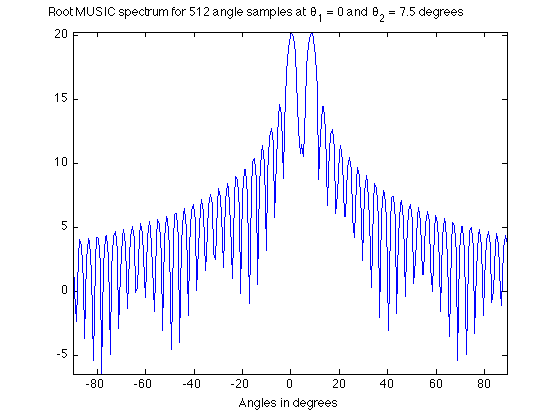 Root MUSIC spectrum for 512 angle samples at θ₁ = 0 and θ₂ = 7.5 degrees
20
15
10
5
0
-5
-80 -60 -40 -20 0 20 40 60 80
Angles in degrees